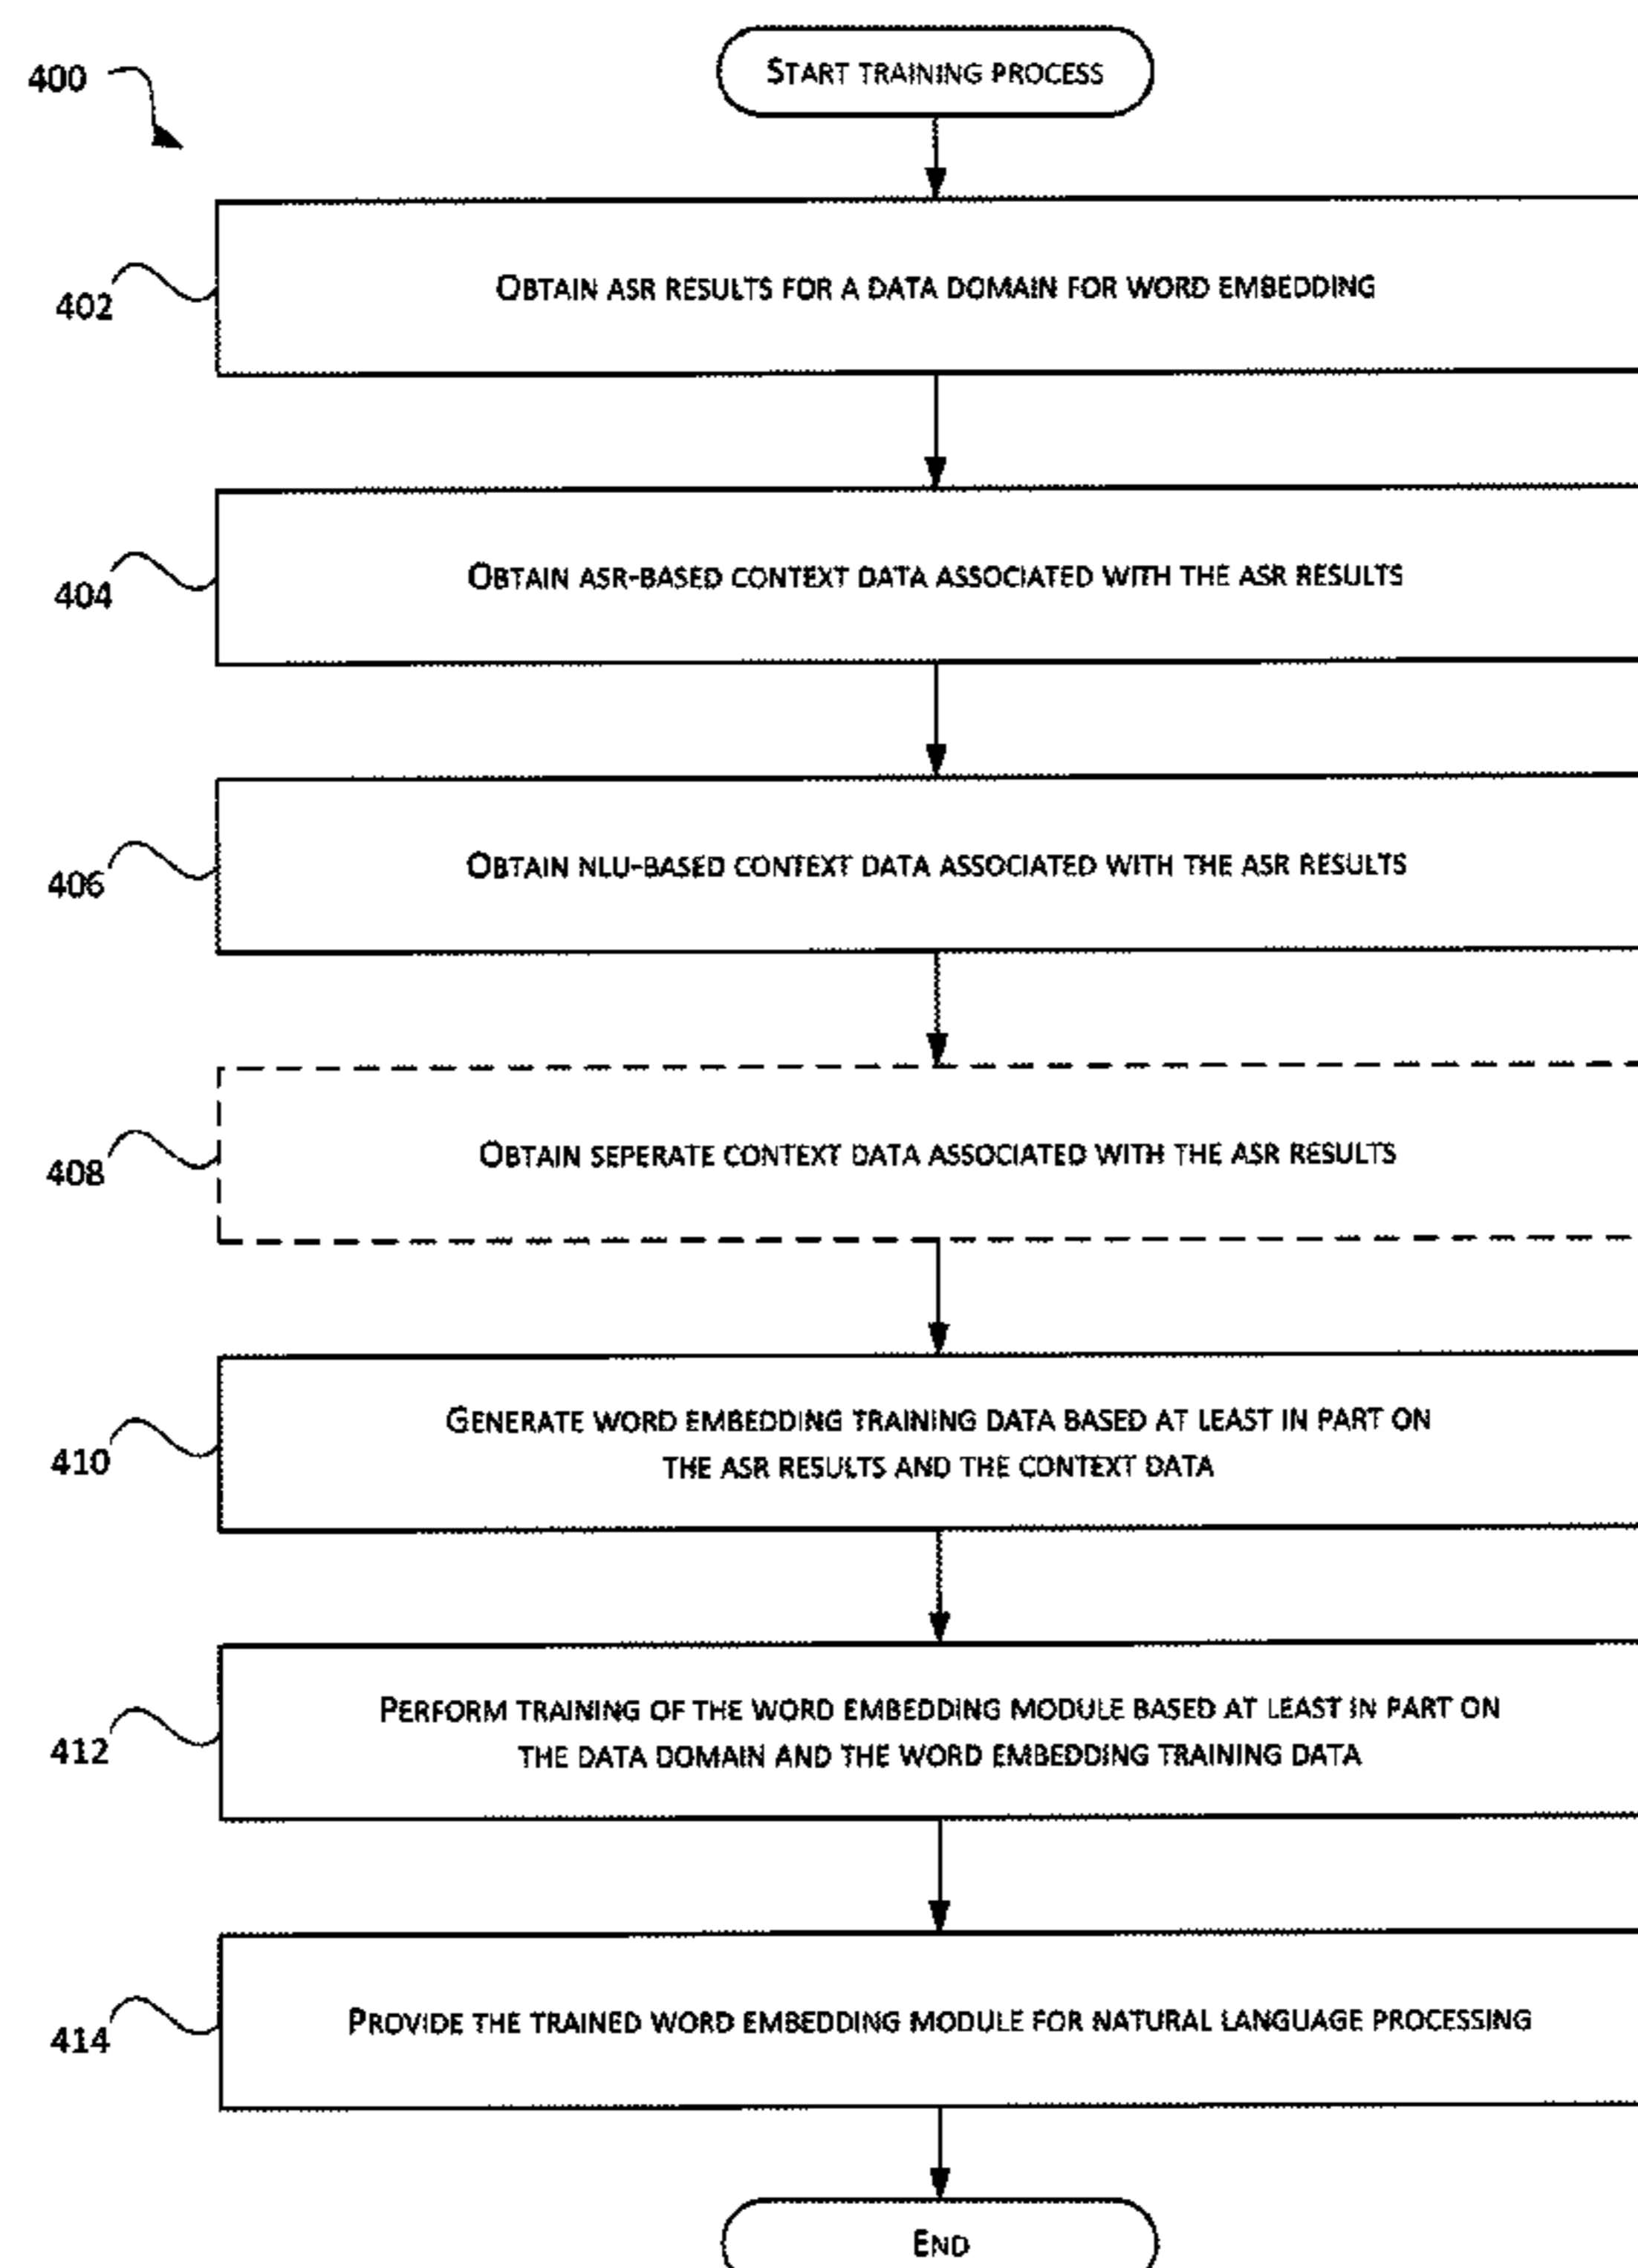 400
START TRAINING PROCESS
402
OBTAIN ASR RESULTS FOR A DATA DOMAIN FOR WORD EMBEDDING
404
OBTAIN ASR-BASED CONTEXT DATA ASSOCIATED WITH THE ASR RESULTS
406
OBTAIN NLU-BASED CONTEXT DATA ASSOCIATED WITH THE ASR RESULTS
408
OBTAIN SEPERATE CONTEXT DATA ASSOCIATED WITH THE ASR RESULTS
410
GENERATE WORD EMBEDDING TRAINING DATA BASED AT LEAST IN PART ON
THE ASR RESULTS AND THE CONTEXT DATA
412
PERFORM TRAINING OF THE WORD EMBEDDING MODULE BASED AT LEAST IN PART ON
THE DATA DOMAIN AND THE WORD EMBEDDING TRAINING DATA
414
PROVIDE THE TRAINED WORD EMBEDDING MODULE FOR NATURAL LANGUAGE PROCESSING
END